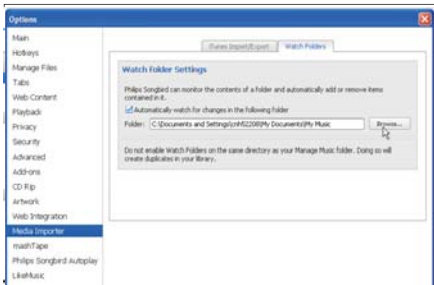 Options
Main
Hotkeys
Manage Files
Tabs
Web Content
Playback
Privacy
Security
Advanced
Add-ons
CD Rip
Artwork
Web Integration
Media Importer
mashTape
Philips Songbird Autoplay
LikeMusic
iTunes Import/Export
Watch Folders
Watch Folder Settings
Philips Songbird can monitor the contents of a folder and automatically add or remove items
contained in it.
Automatically watch for changes in the following folder
Folder: C:\Documents and Settings\cnh52208\My Documents\My Music
Browse...
Do not enable Watch Folders on the same directory as your Manage Music folder. Doing so will
create duplicates in your library.